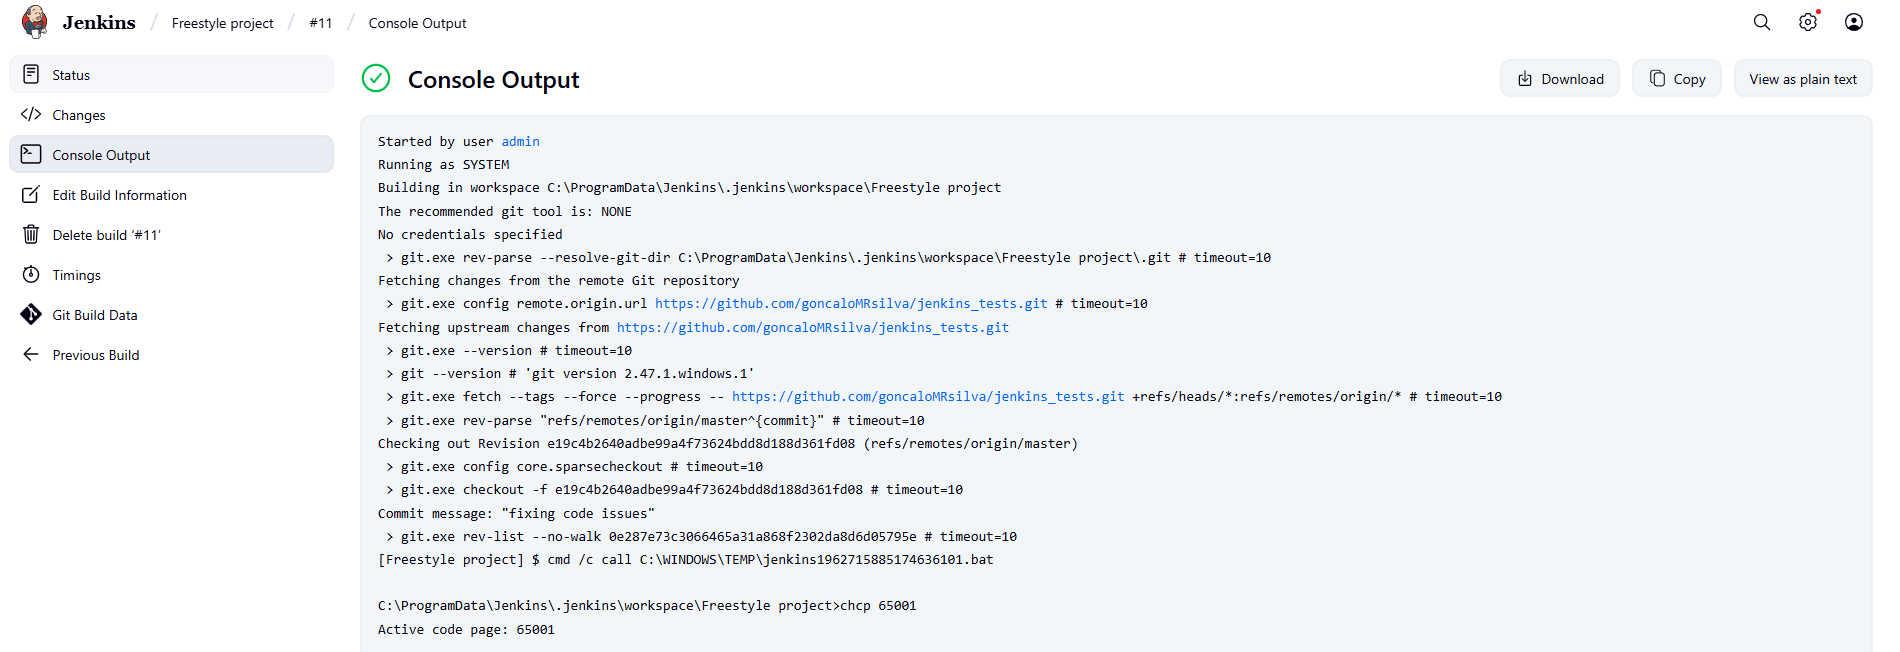 Jenkins / Freestyle project / #11 / Console Output
Status
Changes
Console Output
Edit Build Information
Delete build ‘#11’
Timings
Git Build Data
Previous Build
Console Output
Download
Copy
View as plain text
Started by user admin
Running as SYSTEM
Building in workspace C:\ProgramData\Jenkins\.jenkins\workspace\Freestyle project
The recommended git tool is: NONE
No credentials specified
 > git.exe rev-parse --resolve-git-dir C:\ProgramData\Jenkins\.jenkins\workspace\Freestyle project\.git # timeout=10
Fetching changes from the remote Git repository
 > git.exe config remote.origin.url https://github.com/goncaloMRsilva/jenkins_tests.git # timeout=10
Fetching upstream changes from https://github.com/goncaloMRsilva/jenkins_tests.git
 > git.exe --version # timeout=10
 > git --version # 'git version 2.47.1.windows.1'
 > git.exe fetch --tags --force --progress -- https://github.com/goncaloMRsilva/jenkins_tests.git +refs/heads/*:refs/remotes/origin/* # timeout=10
 > git.exe rev-parse "refs/remotes/origin/master^{commit}" # timeout=10
Checking out Revision e19c4b2640adbe99a4f73624bdd8d188d361fd08 (refs/remotes/origin/master)
 > git.exe config core.sparsecheckout # timeout=10
 > git.exe checkout -f e19c4b2640adbe99a4f73624bdd8d188d361fd08 # timeout=10
Commit message: "fixing code issues"
 > git.exe rev-list --no-walk 0e287e73c3066465a31a868f2302da8d6d05795e # timeout=10
[Freestyle project] $ cmd /c call C:\WINDOWS\TEMP\jenkins1962715885174636101.bat
C:\ProgramData\Jenkins\.jenkins\workspace\Freestyle project>chcp 65001
Active code page: 65001